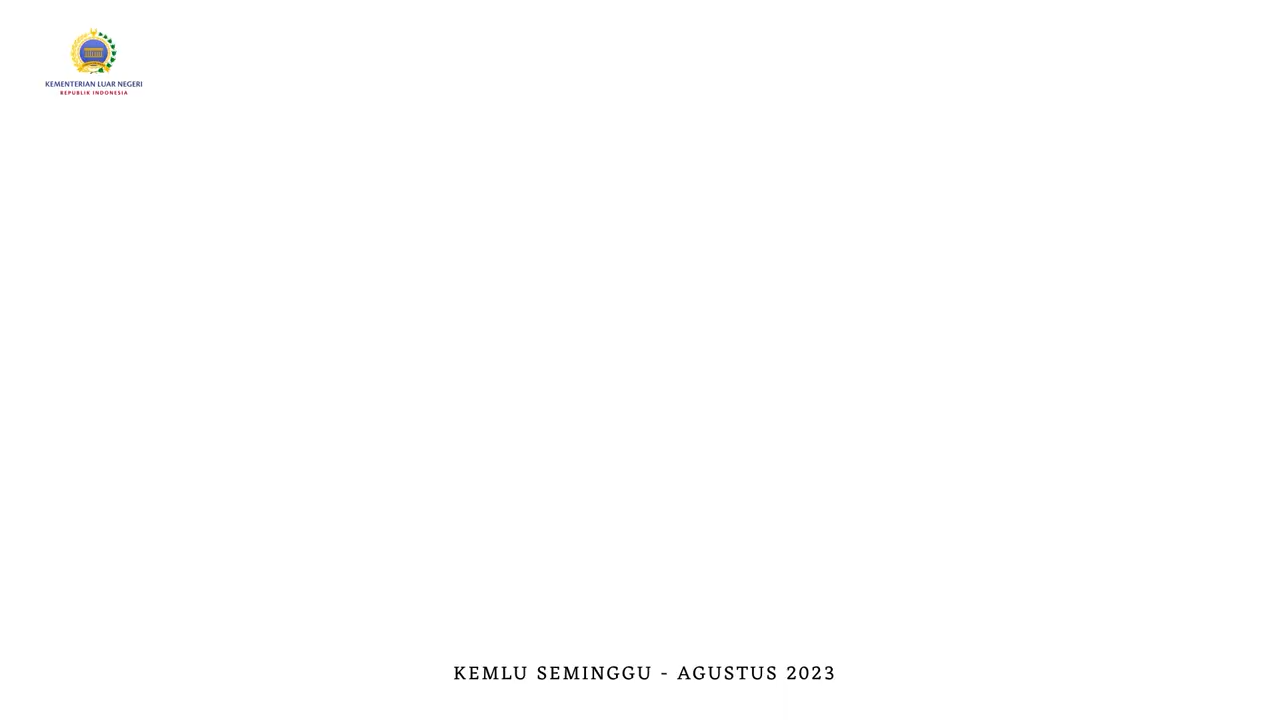 KEMENTERIAN LUAR NEGERI
REPUBLIK INDONESIA
KEMLU SEMINGGU - AGUSTUS 2023